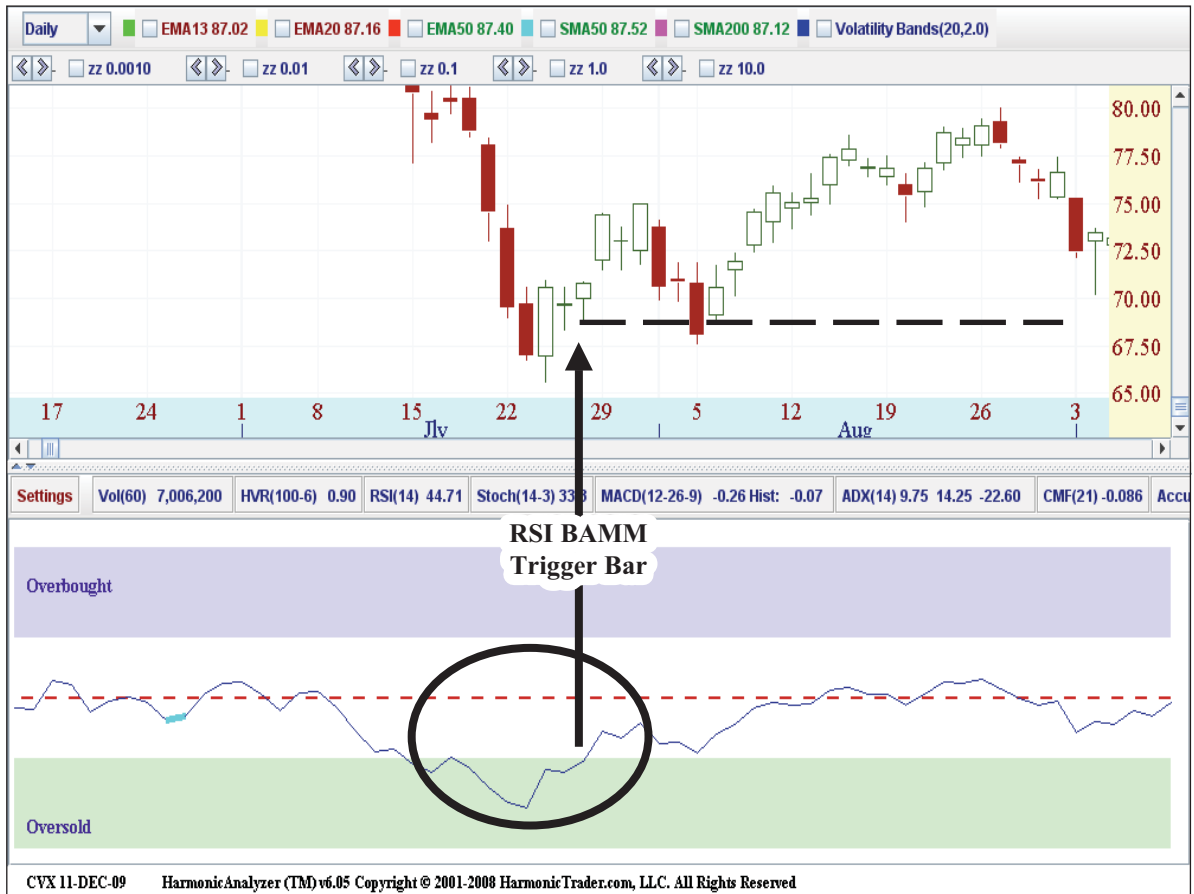 Daily EMA13 87.02 EMA20 87.16 EMA50 87.40 SMA50 87.52 SMA200 87.12 Volatility Bands(20,2.0)
zz 0.0010 zz 0.01 zz 0.1 zz 1.0 zz 10.0
80.00
77.50
75.00
72.50
70.00
67.50
65.00
17 24 1 8 15 22 29 5 12 19 26 3
Jly Aug
Settings Vol(60) 7,006,200 HVR(100-6) 0.90 RSI(14) 44.71 Stoch(14-3) MACD(12-26-9) -0.26 Hist: -0.07 ADX(14) 9.75 14.25 -22.60 CMF(21) -0.086 Accu
RSI BAMM
Trigger Bar
Overbought
Oversold
CVX 11-DEC-09 HarmonicAnalyzer (TM) v6.05 Copyright © 2001-2008 HarmonicTrader.com, LLC. All Rights Reserved